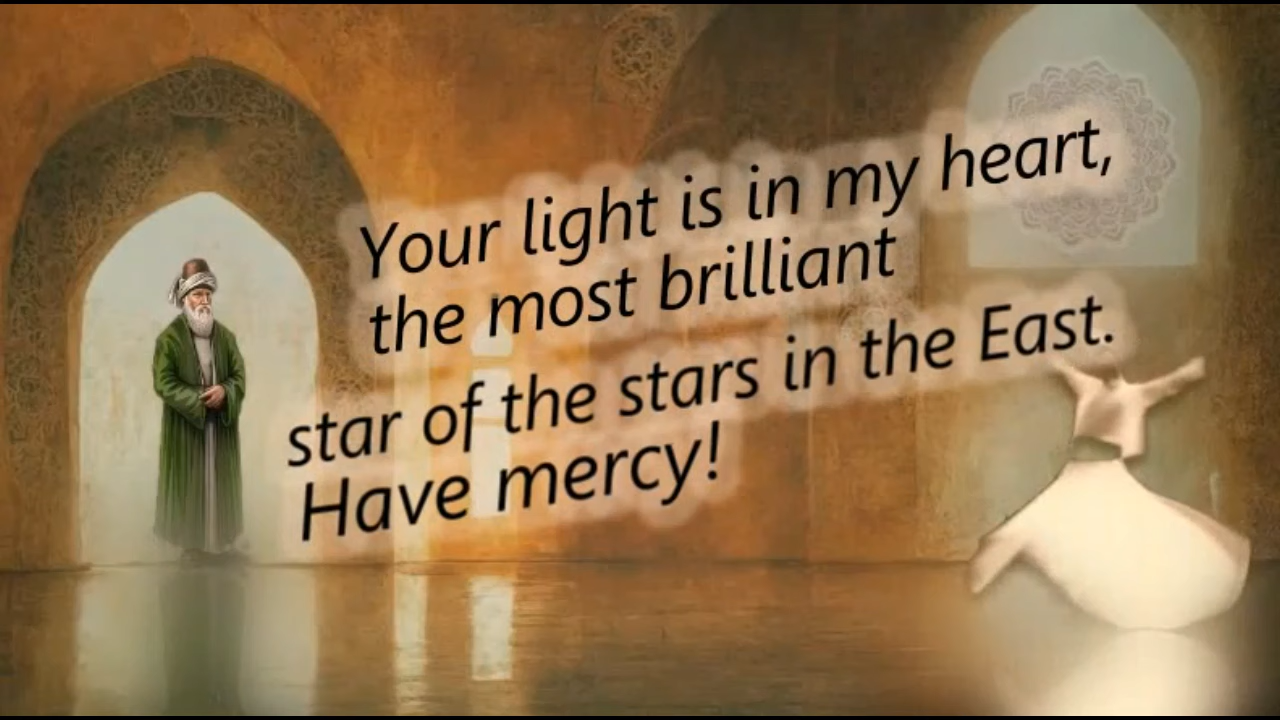 Your light is in my heart,
the most brilliant
star of the stars in the East.
Have mercy!